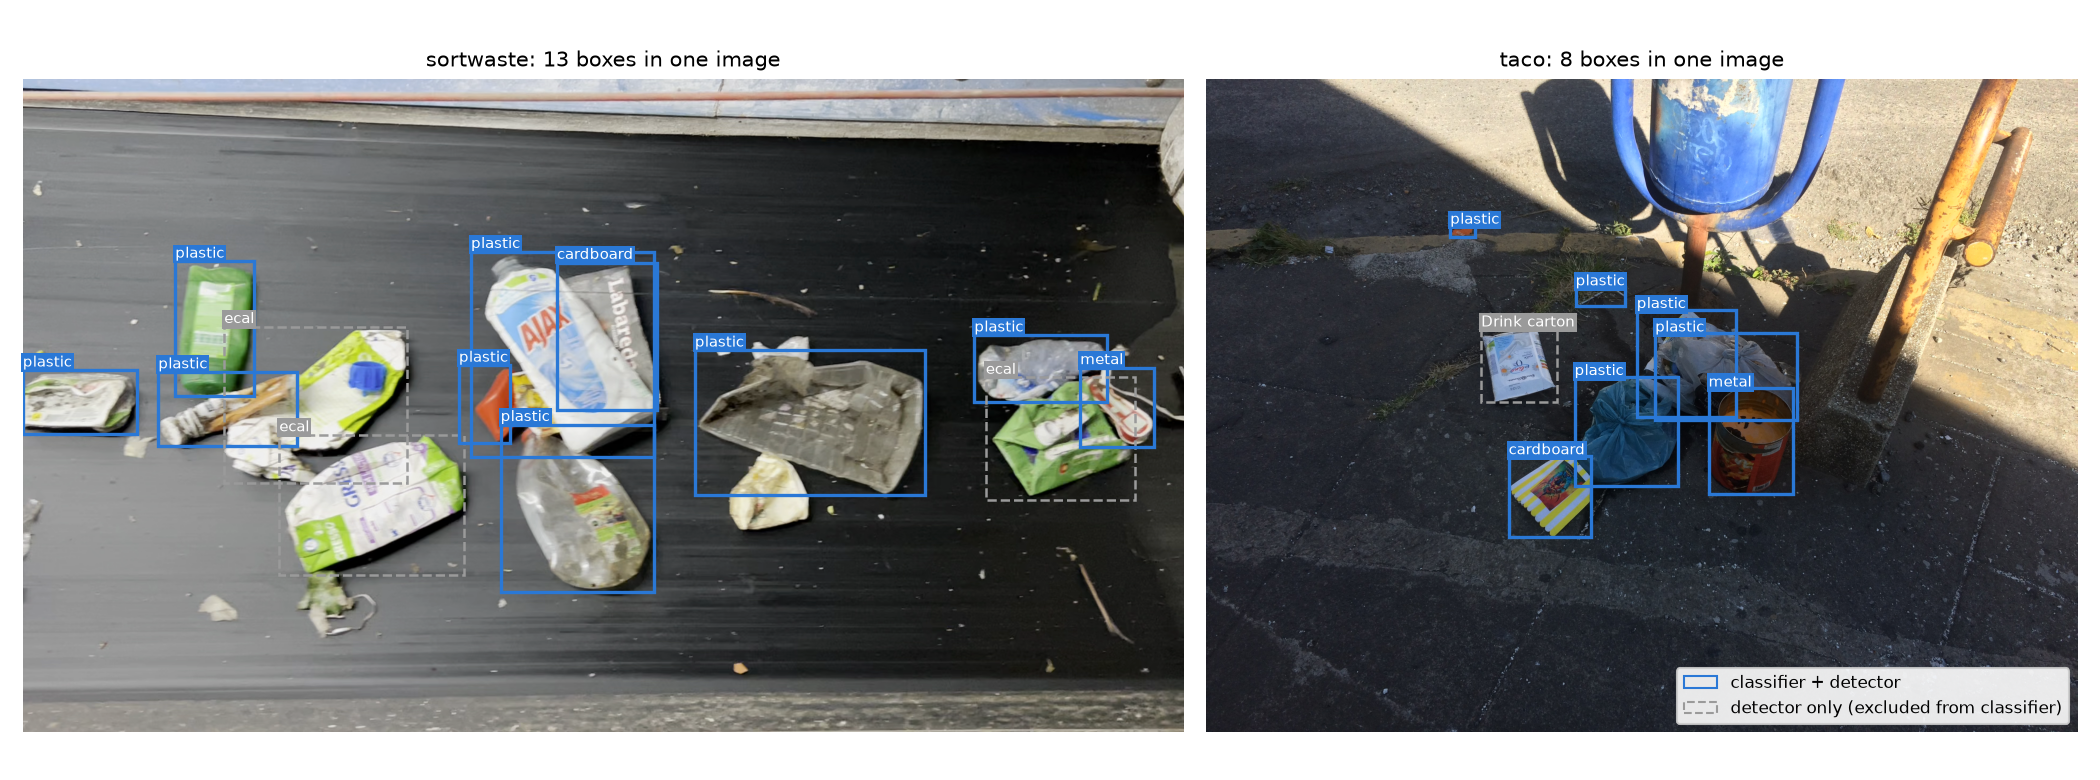 sortwaste: 13 boxes in one image
plastic
cardboard
plastic
ecal
plastic
plastic
plastic
plastic
plastic
metal
ecal
plastic
ecal
AJAX
Labareda
taco: 8 boxes in one image
plastic
plastic
plastic
plastic
Drink carton
plastic
metal
cardboard
classifier + detector
detector only (excluded from classifier)